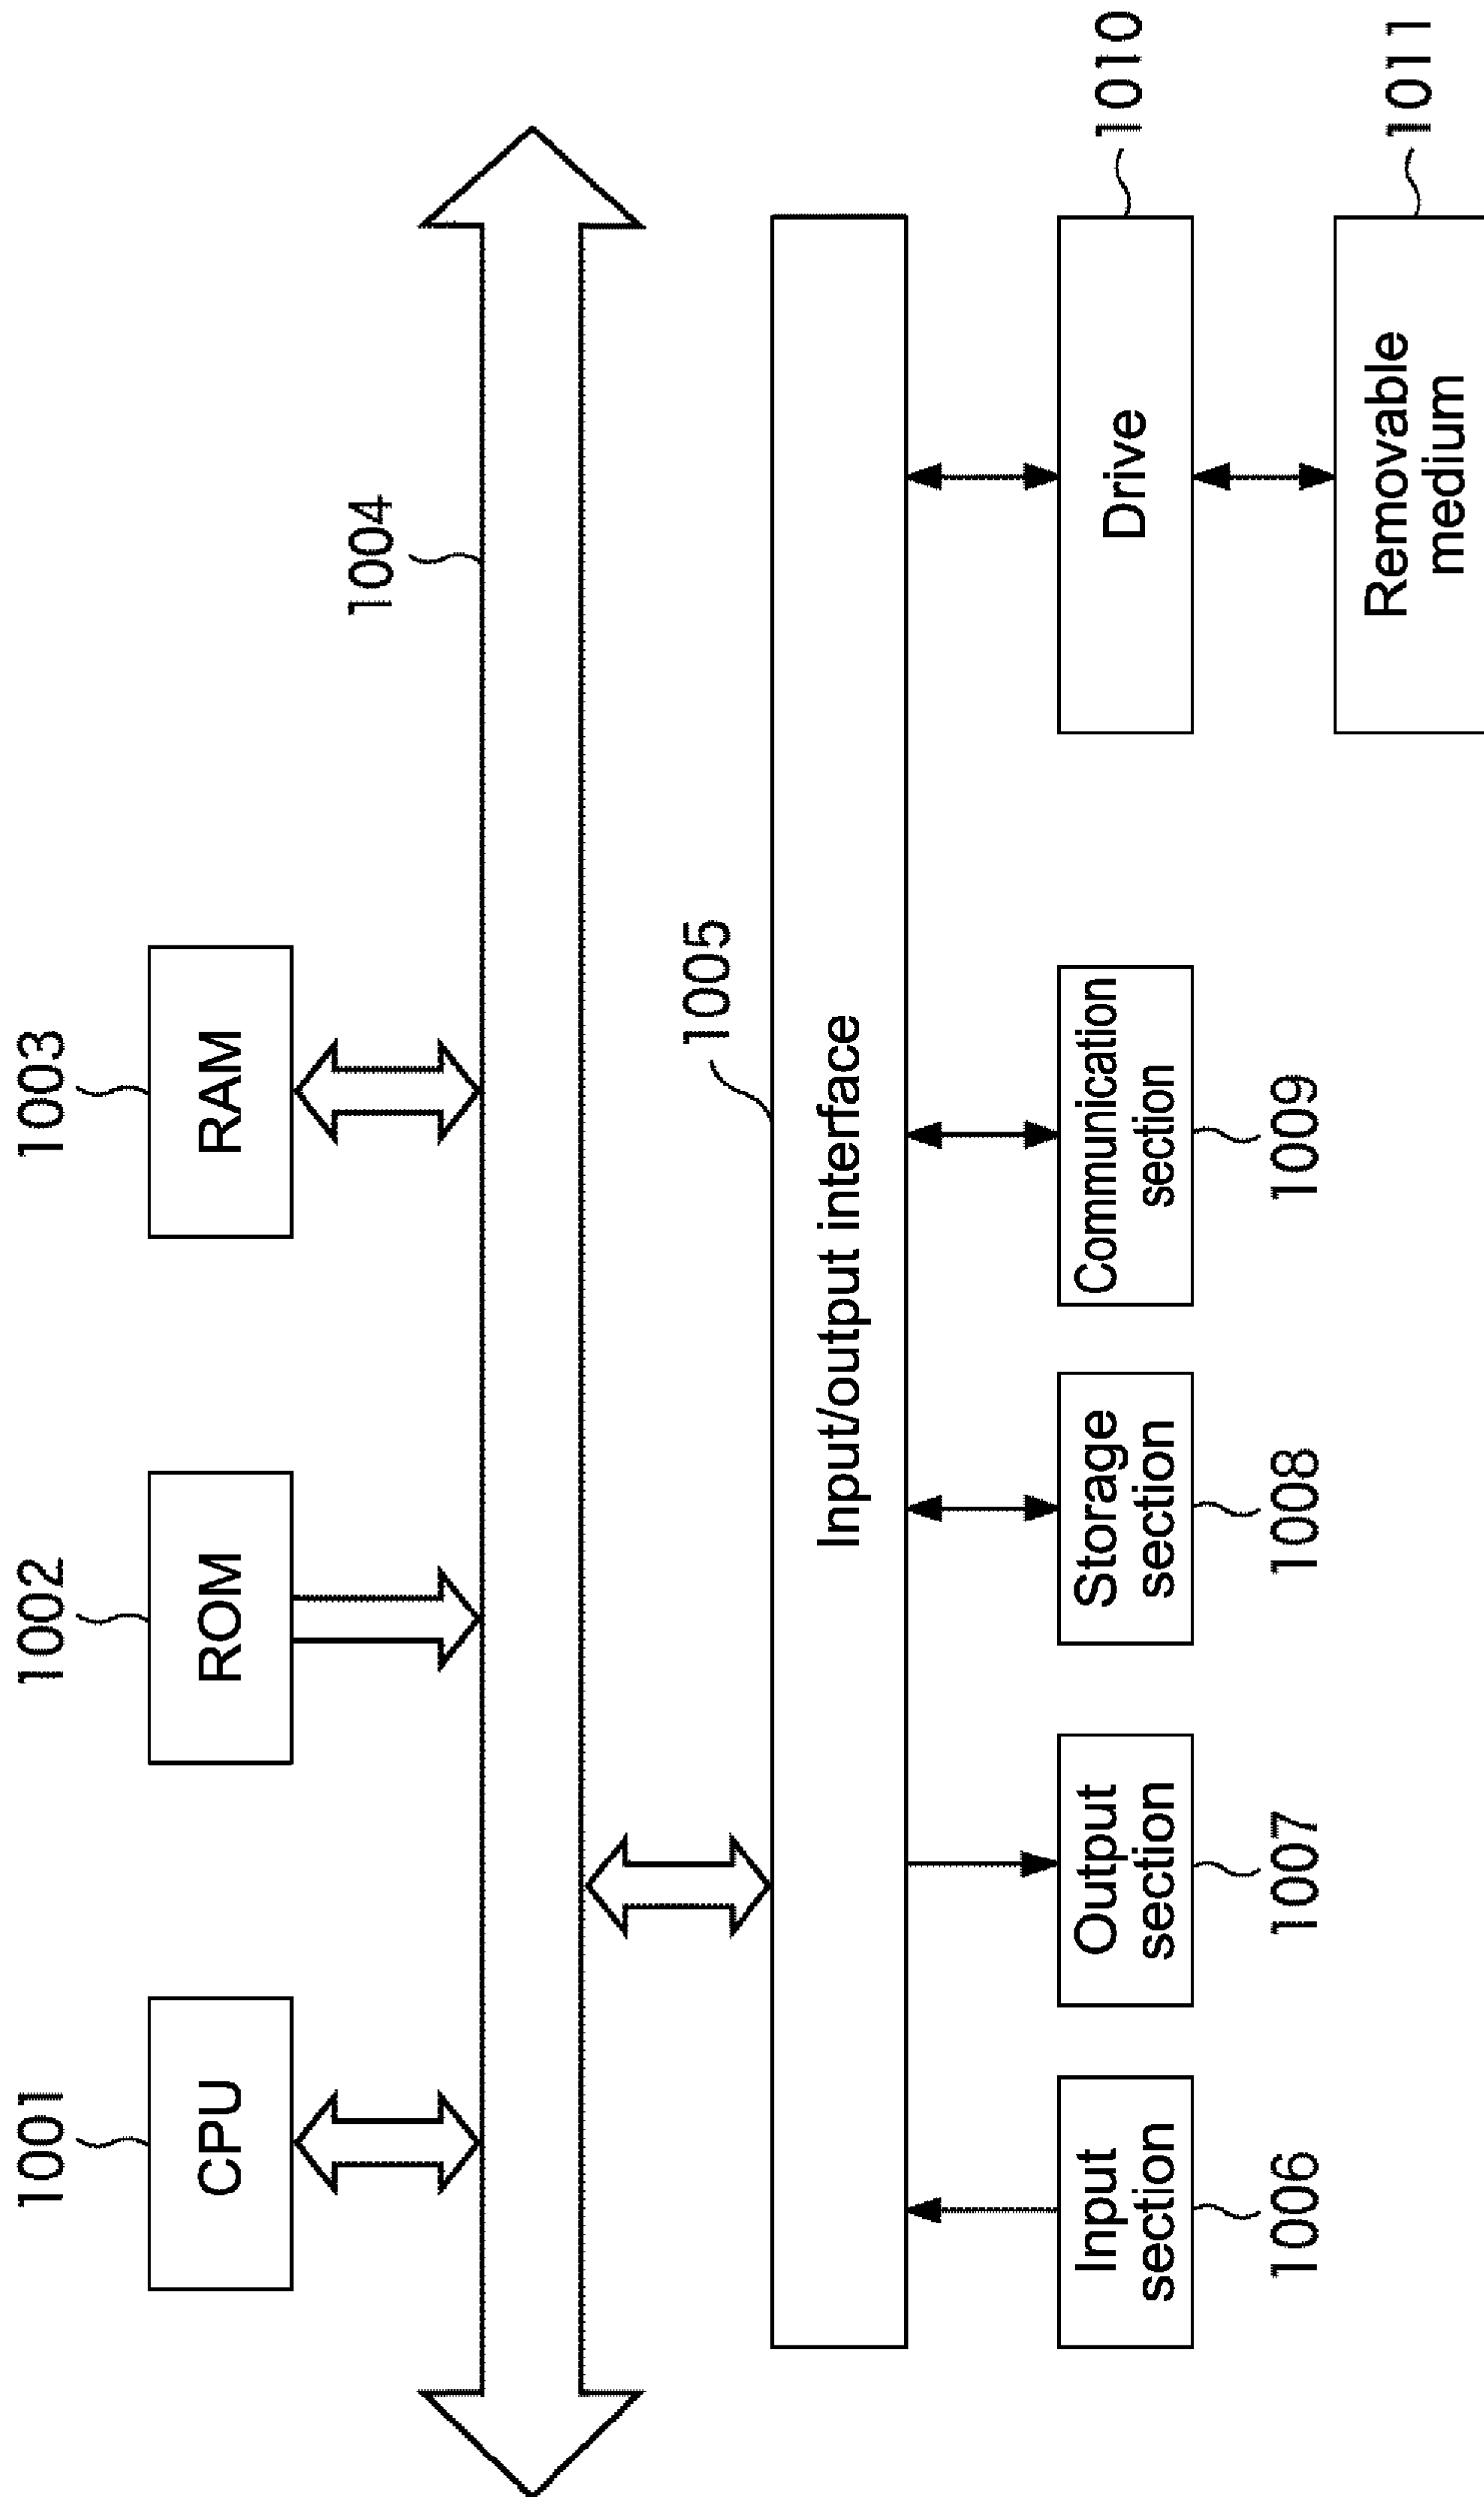 1001
1002
1003
CPU
ROM
RAM
1004
1005
Input/output interface
Input
section
Output
section
Storage
section
Communication
section
Drive
1010
1006
1007
1008
1009
Removable
medium
1011